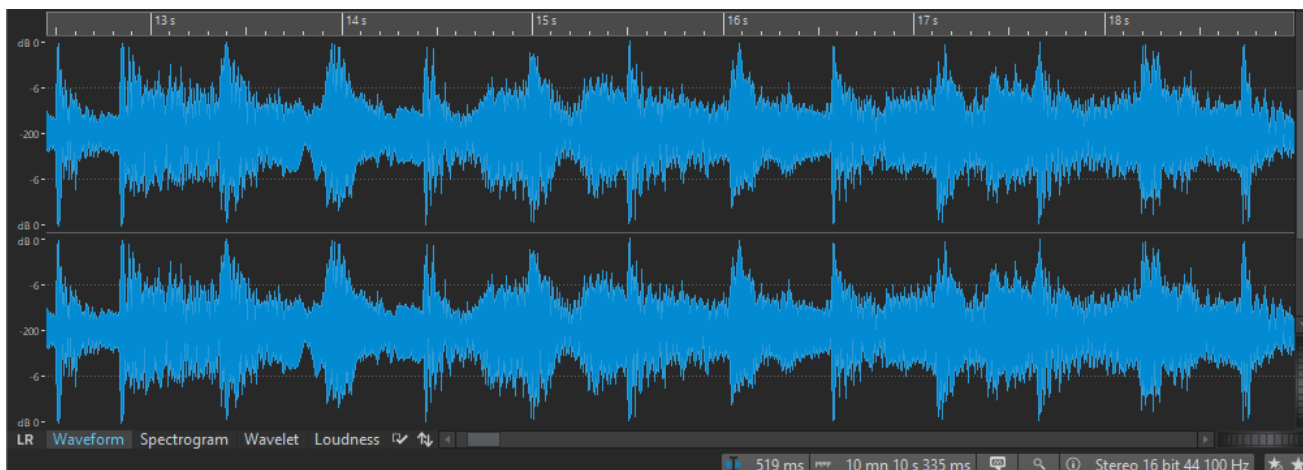 13 s 14 s 15 s 16 s 17 s 18 s
dB 0
-6
-200
-6
dB 0
dB 0
-6
-200
-6
dB 0
LR Waveform Spectrogram Wavelet Loudness
519 ms 10 mn 10 s 335 ms Stereo 16 bit 44 100 Hz